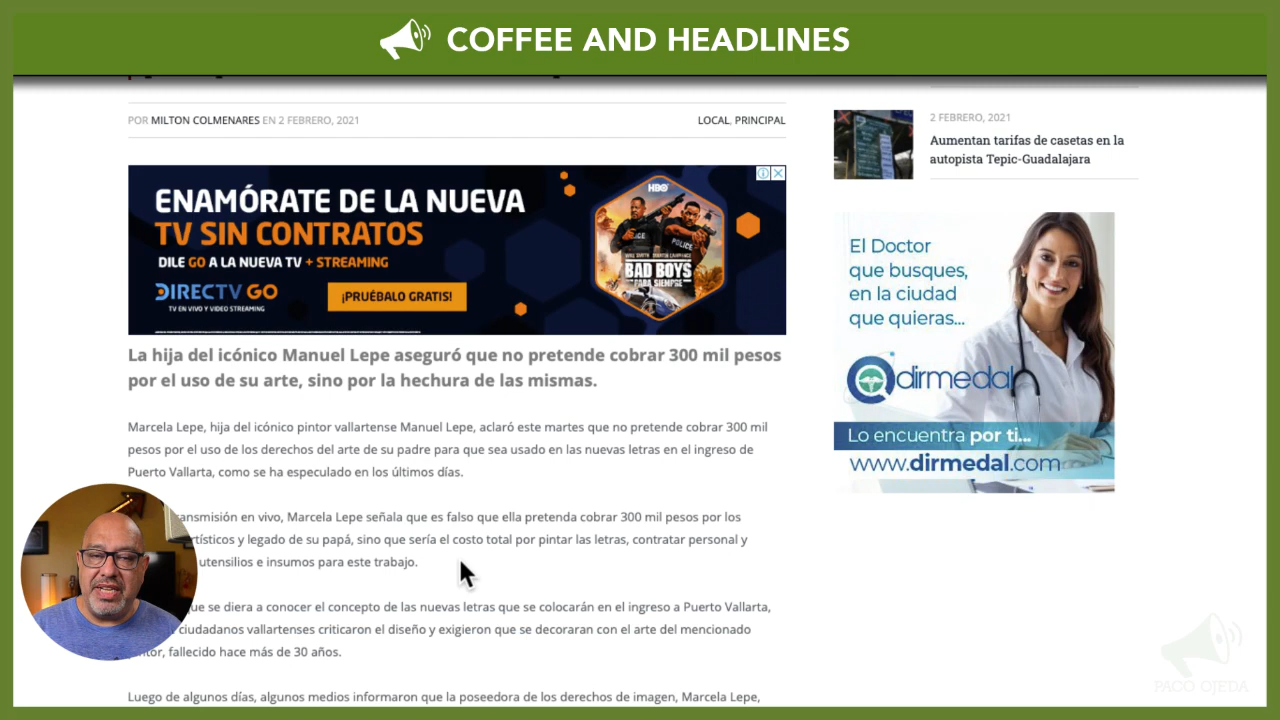 COFFEE AND HEADLINES
POR MILTON COLMENARES EN 2 FEBRERO, 2021
LOCAL, PRINCIPAL
ENAMÓRATE DE LA NUEVA
TV SIN CONTRATOS
DILE GO A LA NUEVA TV + STREAMING
DIRECTV GO
TV EN VIVO Y VIDEO STREAMING
¡PRUÉBALO GRATIS!
HBO
POLICE
POLICE
WILL SMITH MARTIN LAWRENCE
BAD BOYS
PARA SIEMPRE
La hija del icónico Manuel Lepe aseguró que no pretende cobrar 300 mil pesos
por el uso de su arte, sino por la hechura de las mismas.
Marcela Lepe, hija del icónico pintor vallartense Manuel Lepe, aclaró este martes que no pretende cobrar 300 mil
pesos por el uso de los derechos del arte de su padre para que sea usado en las nuevas letras en el ingreso de
Puerto Vallarta, como se ha especulado en los últimos días.
ansmisión en vivo, Marcela Lepe señala que es falso que ella pretenda cobrar 300 mil pesos por los
rtísticos y legado de su papá, sino que sería el costo total por pintar las letras, contratar personal y
utensilios e insumos para este trabajo.
ue se diera a conocer el concepto de las nuevas letras que se colocarán en el ingreso a Puerto Vallarta,
ciudadanos vallartenses criticaron el diseño y exigieron que se decoraran con el arte del mencionado
ntor, fallecido hace más de 30 años.
Luego de algunos días, algunos medios informaron que la poseedora de los derechos de imagen, Marcela Lepe,
2 FEBRERO, 2021
Aumentan tarifas de casetas en la
autopista Tepic-Guadalajara
El Doctor
que busques,
en la ciudad
que quieras...
dirmedal
Lo encuentra por ti...
www.dirmedal.com
PACO OJEDA